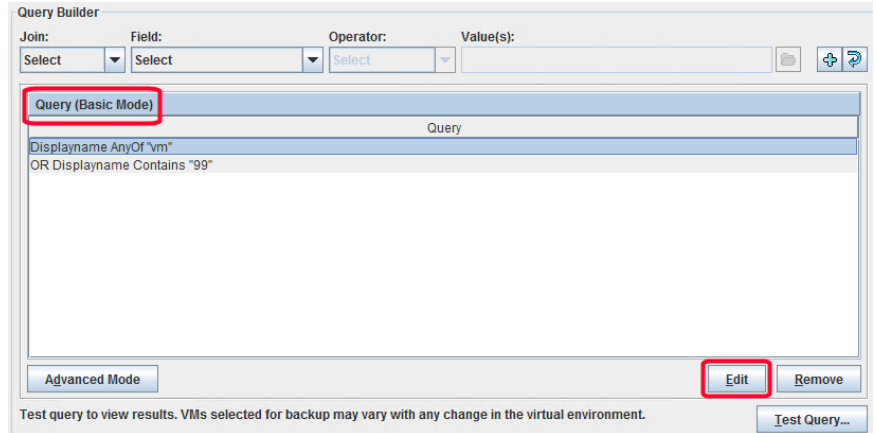 Query Builder
Join: Field: Operator: Value(s):
Select Select Select
Query (Basic Mode)
Query
Displayname AnyOf "vm"
OR Displayname Contains "99"
Advanced Mode Edit Remove
Test query to view results. VMs selected for backup may vary with any change in the virtual environment. Test Query...